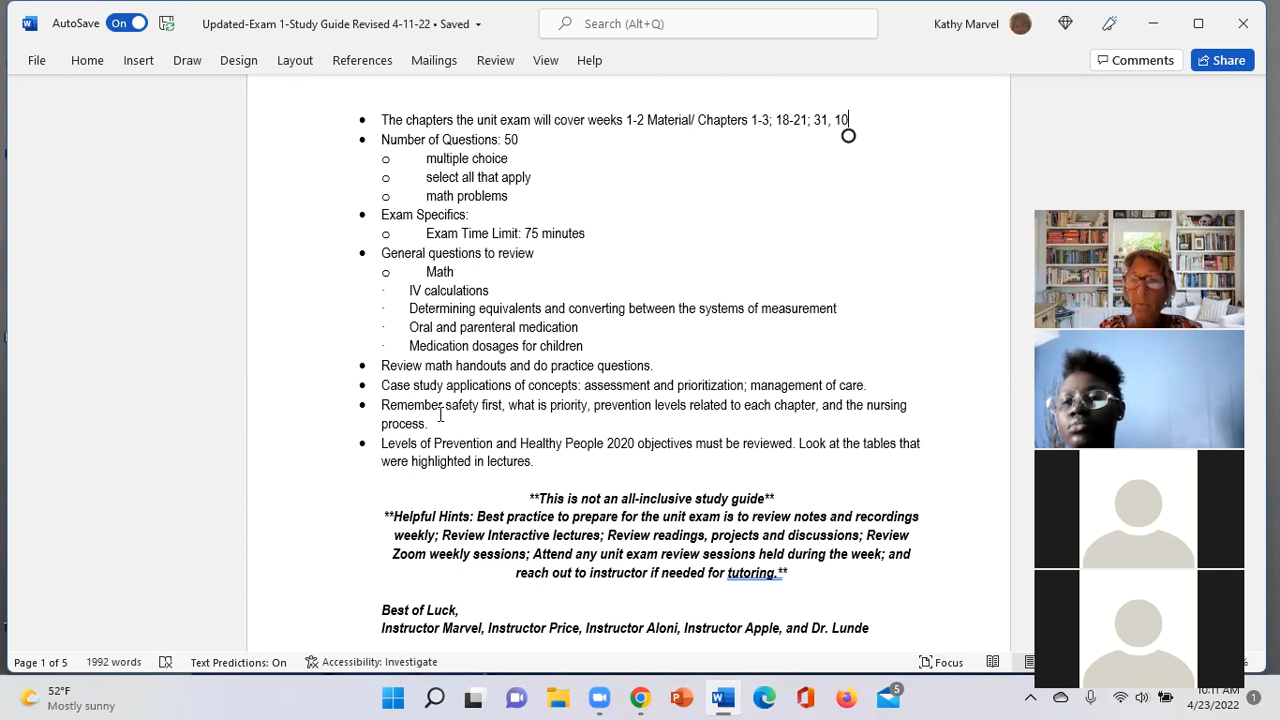 AutoSave On Updated-Exam 1-Study Guide Revised 4-11-22 • Saved Search (Alt+Q) Kathy Marvel
File Home Insert Draw Design Layout References Mailings Review View Help Comments Share
• The chapters the unit exam will cover weeks 1-2 Material/ Chapters 1-3; 18-21; 31, 10
• Number of Questions: 50
o multiple choice
o select all that apply
o math problems
• Exam Specifics:
o Exam Time Limit: 75 minutes
• General questions to review
o Math
· IV calculations
· Determining equivalents and converting between the systems of measurement
· Oral and parenteral medication
· Medication dosages for children
• Review math handouts and do practice questions.
• Case study applications of concepts: assessment and prioritization; management of care.
• Remember safety first, what is priority, prevention levels related to each chapter, and the nursing
process.
• Levels of Prevention and Healthy People 2020 objectives must be reviewed. Look at the tables that
were highlighted in lectures.
**This is not an all-inclusive study guide**
**Helpful Hints: Best practice to prepare for the unit exam is to review notes and recordings
weekly; Review Interactive lectures; Review readings, projects and discussions; Review
Zoom weekly sessions; Attend any unit exam review sessions held during the week; and
reach out to instructor if needed for tutoring.**
Best of Luck,
Instructor Marvel, Instructor Price, Instructor Aloni, Instructor Apple, and Dr. Lunde
Page 1 of 5 1992 words Text Predictions: On Accessibility: Investigate Focus
52°F
Mostly sunny
5
10:11 AM
4/23/2022
1